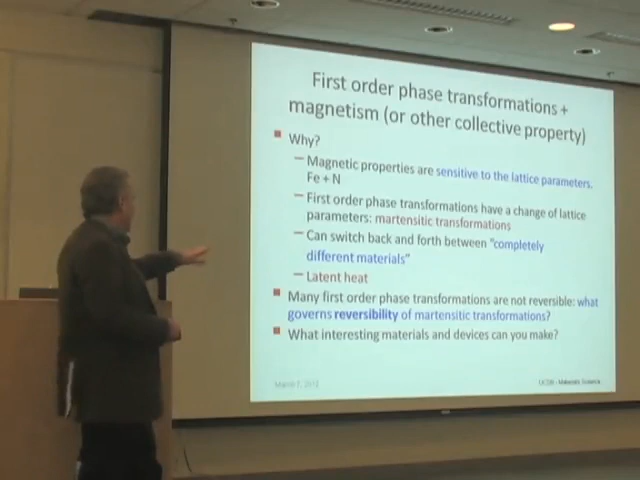 First order phase transformations +
magnetism (or other collective property)
Why?
– Magnetic properties are sensitive to the lattice parameters.
Fe + N
– First order phase transformations have a change of lattice
parameters: martensitic transformations
– Can switch back and forth between "completely
different materials"
– Latent heat
Many first order phase transformations are not reversible: what
governs reversibility of martensitic transformations?
What interesting materials and devices can you make?